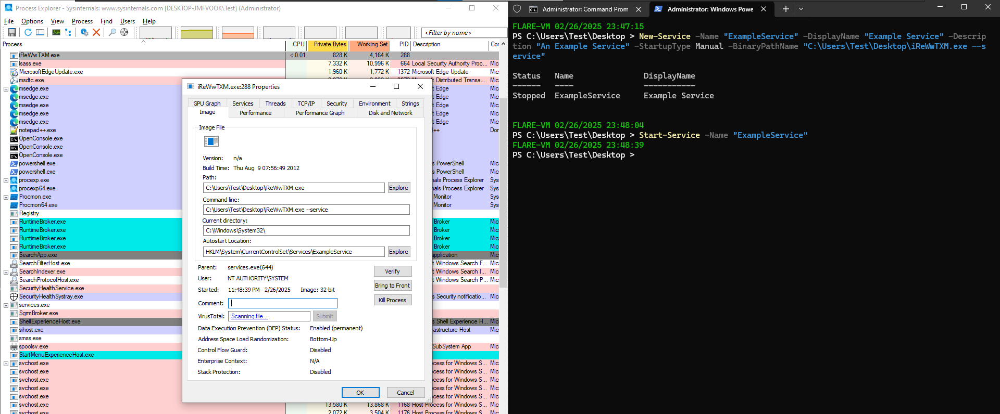 Process Explorer - Sysinternals: www.sysinternals.com [DESKTOP-JMFVOOK\Test] (Administrator)
File Options View Process Find Users Help
<Filter by name>
Process CPU Private Bytes Working Set PID Description Con
iReWwTXM.exe < 0.01 828 K 4,164 K 288
lsass.exe 7,332 K 10,996 K 664 Local Security Authority Proc... Mic
MicrosoftEdgeUpdate.exe 1,960 K 1,772 K 1372 Microsoft Edge Update Mic
msdtc.exe Distributed Transa... Mic
msedge.exe Edge Mic
msedge.exe Edge Mic
msedge.exe Edge Mic
msedge.exe Edge Mic
msedge.exe Edge Mic
notepad++.exe ++ Don
OpenConsole.exe
OpenConsole.exe
OpenConsole.exe
powershell.exe s PowerShell Mic
powershell.exe s PowerShell Mic
procexp.exe nals Process Explorer Sys
procexp64.exe nals Process Explorer Sys
Procmon.exe Monitor Sys
Procmon64.exe Monitor Sys
Registry
RuntimeBroker.exe Broker Mic
RuntimeBroker.exe Broker Mic
RuntimeBroker.exe Broker Mic
RuntimeBroker.exe Broker Mic
SearchApp.exe application Mic
SearchFilterHost.exe t Windows Search F... Mic
SearchIndexer.exe t Windows Search I... Mic
SearchProtocolHost.exe t Windows Search P... Mic
SecurityHealthService.exe
SecurityHealthSystray.exe s Security notificatio... Mic
services.exe
SgrmBroker.exe
ShellExperienceHost.exe s Shell Experience H... Mic
sihost.exe rastructure Host Mic
smss.exe
spoolsv.exe SubSystem App Mic
StartMenuExperienceHost.exe
svchost.exe ocess for Windows S... Mic
svchost.exe ocess for Windows S... Mic
svchost.exe ocess for Windows S... Mic
svchost.exe ocess for Windows S... Mic
svchost.exe ocess for Windows S... Mic
svchost.exe 13,580 K 13,868 K 1168 Host Process for Windows S... Mic
svchost.exe 2,072 K 3,504 K 1176 Host Process for Windows S... Mic
iReWwTXM.exe:288 Properties
GPU Graph Services Threads TCP/IP Security Environment Strings
Image Performance Performance Graph Disk and Network
Image File
Version: n/a
Build Time: Thu Aug 9 07:56:49 2012
Path:
C:\Users\Test\Desktop\iReWwTXM.exe Explore
Command line:
C:\Users\Test\Desktop\iReWwTXM.exe --service
Current directory:
C:\Windows\System32\
Autostart Location:
HKLM\System\CurrentControlSet\Services\ExampleService Explore
Parent: services.exe(644) Verify
User: NT AUTHORITY\SYSTEM
Started: 11:48:39 PM 2/26/2025 Image: 32-bit Bring to Front
Comment: Kill Process
VirusTotal: Scanning file... Submit
Data Execution Prevention (DEP) Status: Enabled (permanent)
Address Space Load Randomization: Bottom-Up
Control Flow Guard: Disabled
Enterprise Context: N/A
Stack Protection: Disabled
OK Cancel
Administrator: Command Prom Administrator: Windows Powe
FLARE-VM 02/26/2025 23:47:15
PS C:\Users\Test\Desktop > New-Service -Name "ExampleService" -DisplayName "Example Service" -Descrip
tion "An Example Service" -StartupType Manual -BinaryPathName "C:\Users\Test\Desktop\iReWwTXM.exe --s
ervice"
Status Name DisplayName
------ ---- -----------
Stopped ExampleService Example Service
FLARE-VM 02/26/2025 23:48:04
PS C:\Users\Test\Desktop > Start-Service -Name "ExampleService"
FLARE-VM 02/26/2025 23:48:39
PS C:\Users\Test\Desktop >